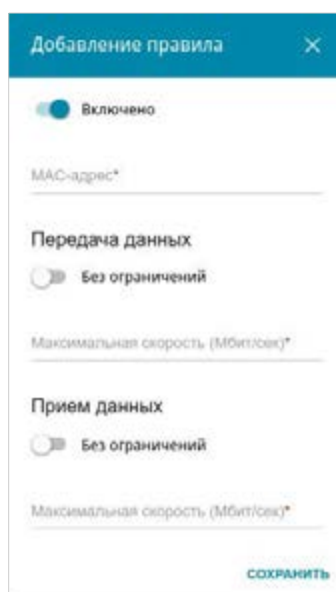 Добавление правила
Включено
MAC-адрес*
Передача данных
Без ограничений
Максимальная скорость (Мбит/сек)*
Прием данных
Без ограничений
Максимальная скорость (Мбит/сек)*
СОХРАНИТЬ